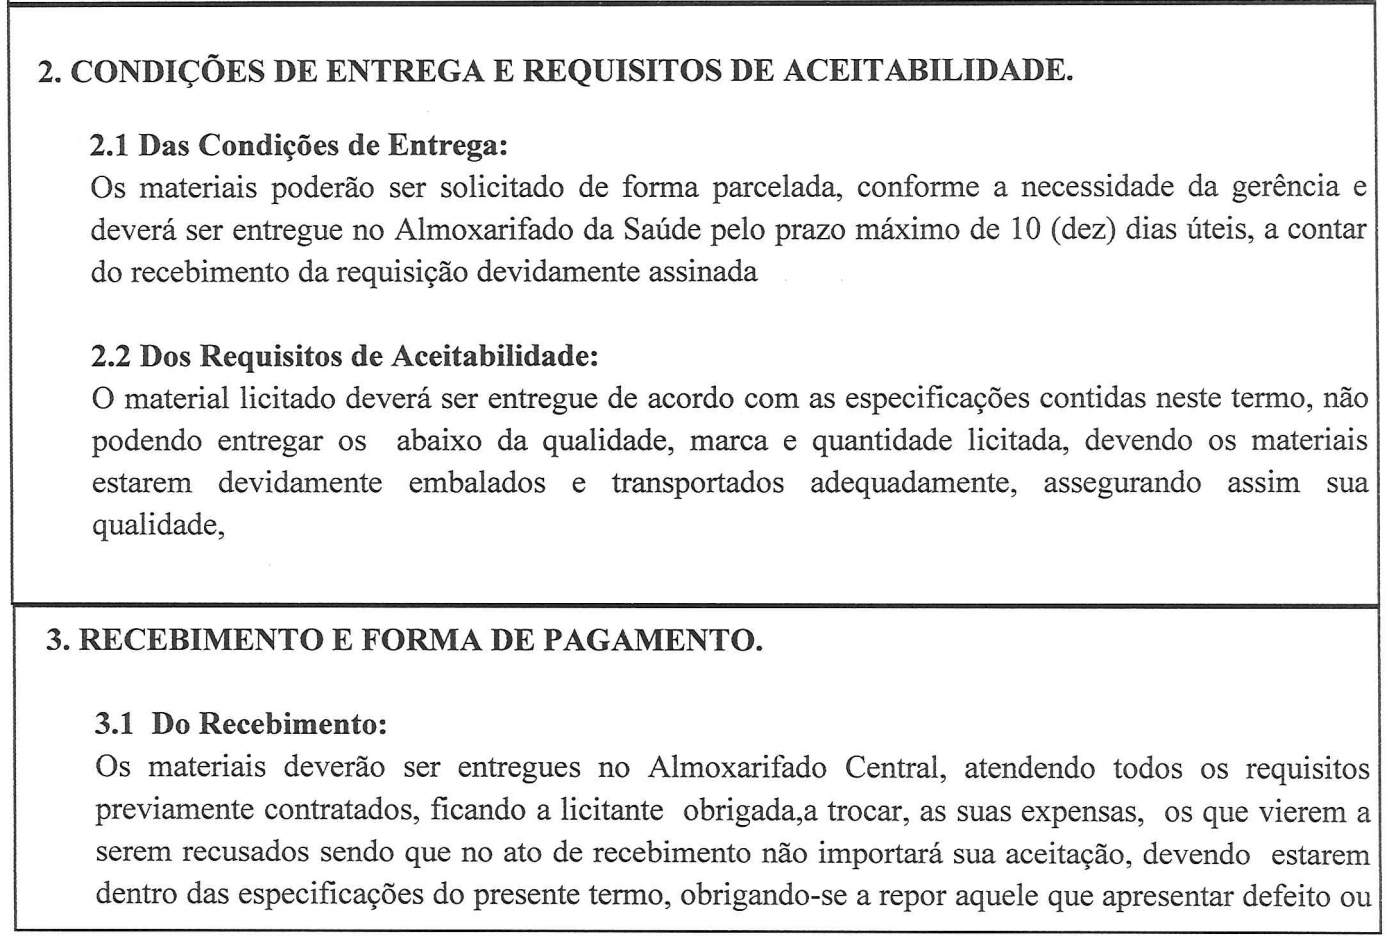 2. CONDIÇÕES DE ENTREGA E REQUISITOS DE ACEITABILIDADE.
2.1 Das Condições de Entrega:
Os materiais poderão ser solicitado de forma parcelada, conforme a necessidade da gerência e
deverá ser entregue no Almoxarifado da Saúde pelo prazo máximo de 10 (dez) dias úteis, a contar
do recebimento da requisição devidamente assinada
2.2 Dos Requisitos de Aceitabilidade:
O material licitado deverá ser entregue de acordo com as especificações contidas neste termo, não
podendo entregar os abaixo da qualidade, marca e quantidade licitada, devendo os materiais
estarem devidamente embalados e transportados adequadamente, assegurando assim sua
qualidade,
3. RECEBIMENTO E FORMA DE PAGAMENTO.
3.1 Do Recebimento:
Os materiais deverão ser entregues no Almoxarifado Central, atendendo todos os requisitos
previamente contratados, ficando a licitante obrigada,a trocar, as suas expensas, os que vierem a
serem recusados sendo que no ato de recebimento não importará sua aceitação, devendo estarem
dentro das especificações do presente termo, obrigando-se a repor aquele que apresentar defeito ou